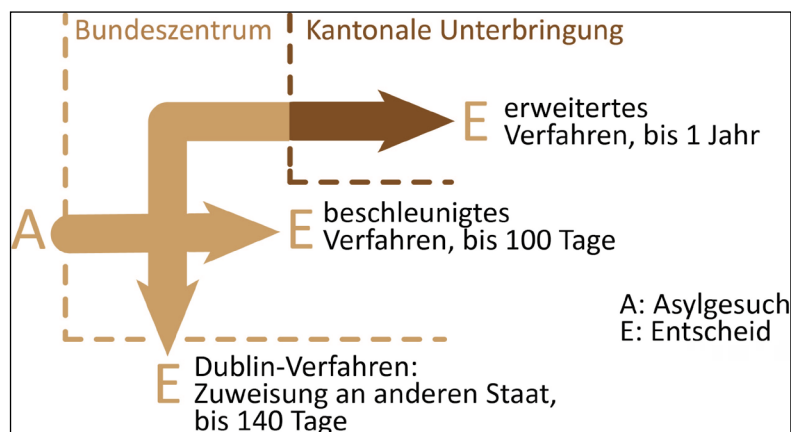 Bundeszentrum
Kantonale Unterbringung
E
erweitertes
Verfahren, bis 1 Jahr
A
E
beschleunigtes
Verfahren, bis 100 Tage
A: Asylgesuch
E: Entscheid
E
Dublin-Verfahren:
Zuweisung an anderen Staat,
bis 140 Tage